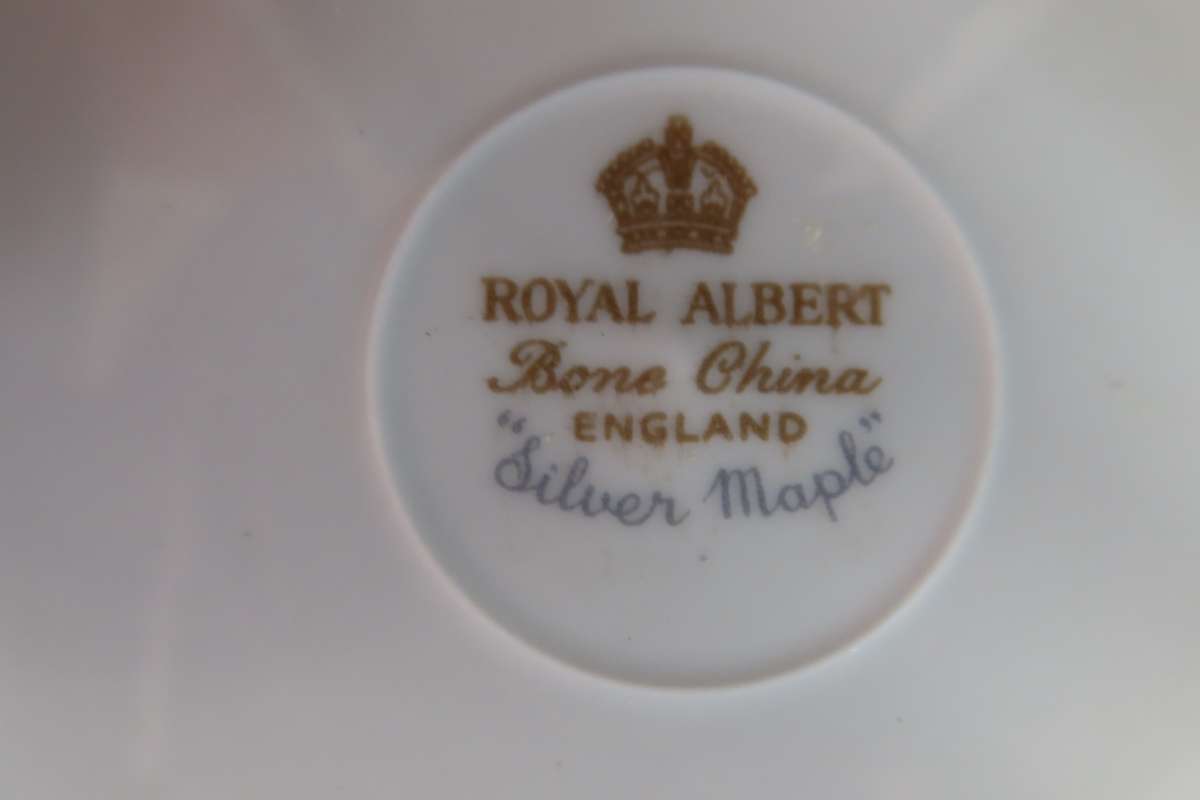 ROYAL ALBERT
Bone China
ENGLAND
"Silver Maple"